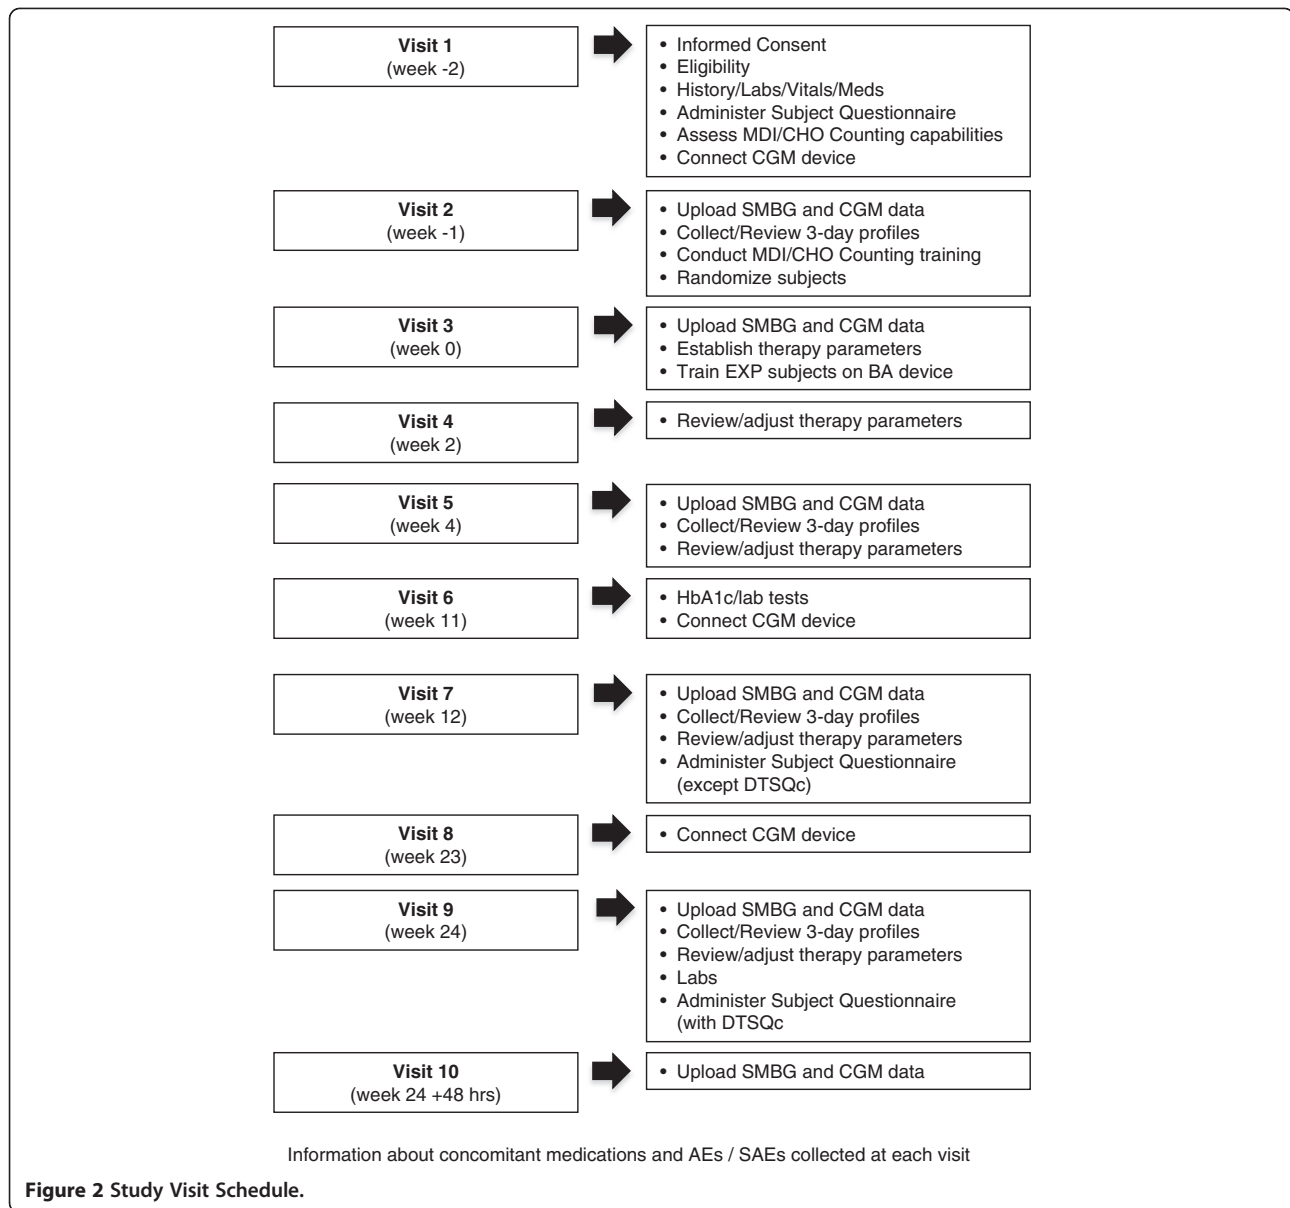 Visit 1
(week -2)
• Informed Consent
• Eligibility
• History/Labs/Vitals/Meds
• Administer Subject Questionnaire
• Assess MDI/CHO Counting capabilities
• Connect CGM device
Visit 2
(week -1)
• Upload SMBG and CGM data
• Collect/Review 3-day profiles
• Conduct MDI/CHO Counting training
• Randomize subjects
Visit 3
(week 0)
• Upload SMBG and CGM data
• Establish therapy parameters
• Train EXP subjects on BA device
Visit 4
(week 2)
• Review/adjust therapy parameters
Visit 5
(week 4)
• Upload SMBG and CGM data
• Collect/Review 3-day profiles
• Review/adjust therapy parameters
Visit 6
(week 11)
• HbA1c/lab tests
• Connect CGM device
Visit 7
(week 12)
• Upload SMBG and CGM data
• Collect/Review 3-day profiles
• Review/adjust therapy parameters
• Administer Subject Questionnaire
(except DTSQc)
Visit 8
(week 23)
• Connect CGM device
Visit 9
(week 24)
• Upload SMBG and CGM data
• Collect/Review 3-day profiles
• Review/adjust therapy parameters
• Labs
• Administer Subject Questionnaire
(with DTSQc
Visit 10
(week 24 +48 hrs)
• Upload SMBG and CGM data
Information about concomitant medications and AEs / SAEs collected at each visit
Figure 2 Study Visit Schedule.